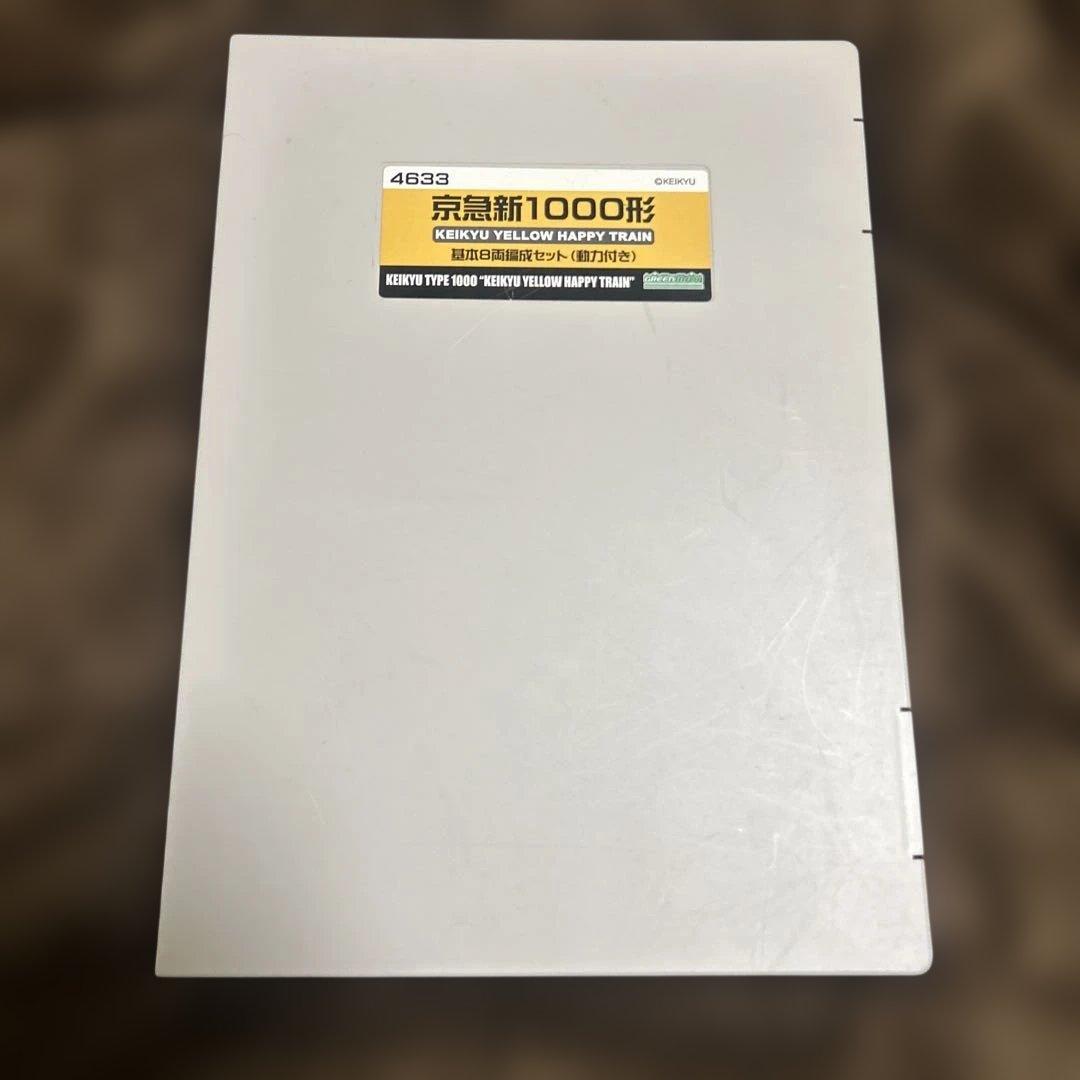 4633
©KEIKYU
京急新1000形
KEIKYU YELLOW HAPPY TRAIN
基本8両編成セット(動力付き)
KEIKYU TYPE 1000 "KEIKYU YELLOW HAPPY TRAIN"
GREENMAX